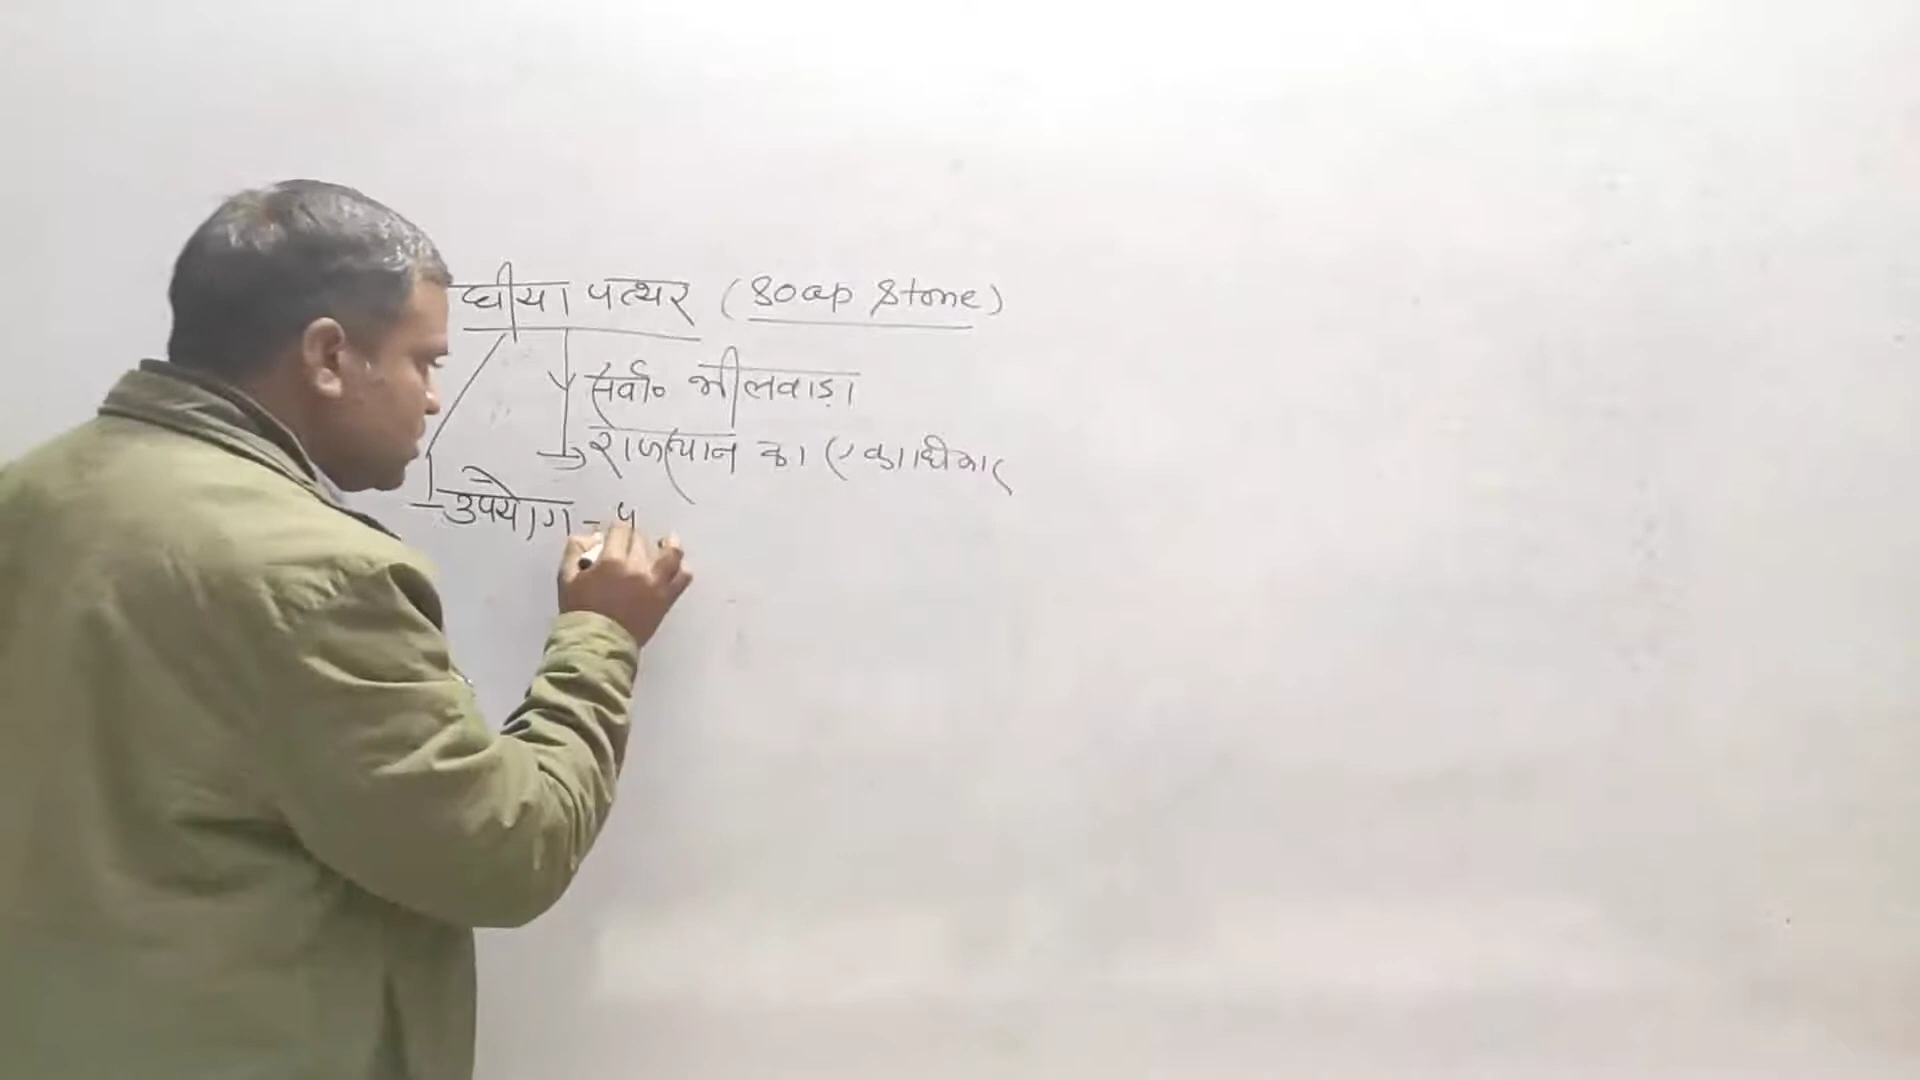 घीया पत्थर (Soap Stone)
सर्वा० भीलवाड़ा
राजस्थान का एकाधिकार
उपयोग - प